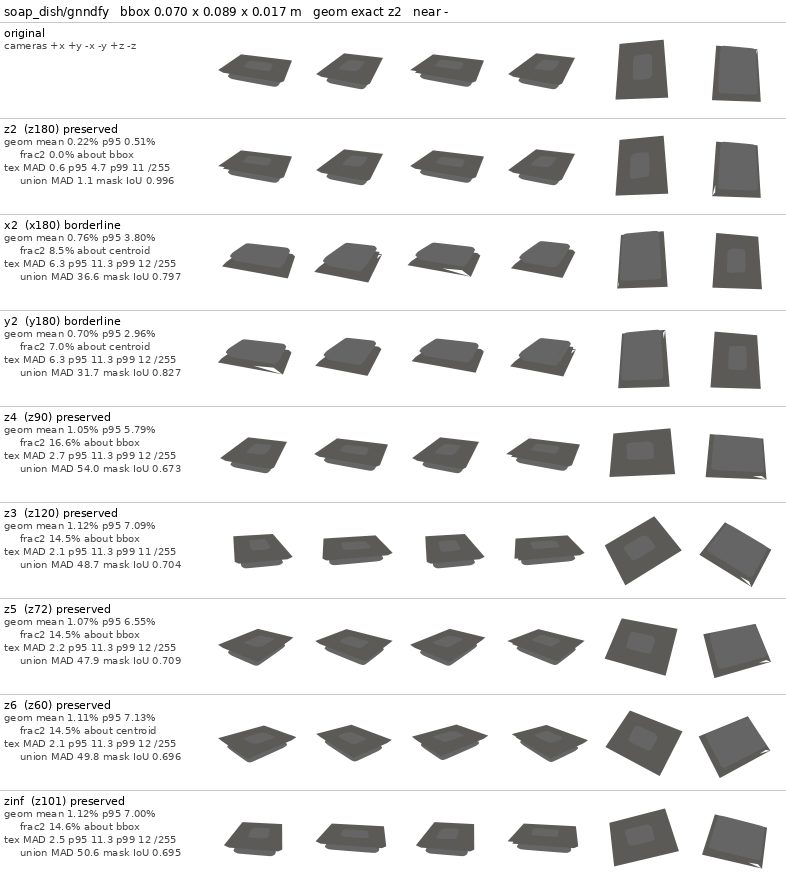 soap_dish/gnndfy   bbox 0.070 x 0.089 x 0.017 m   geom exact z2   near -
original
cameras +x +y -x -y +z -z
z2  (z180) preserved
geom mean 0.22% p95 0.51%
frac2 0.0% about bbox
tex MAD 0.6 p95 4.7 p99 11 /255
union MAD 1.1 mask IoU 0.996
x2  (x180) borderline
geom mean 0.76% p95 3.80%
frac2 8.5% about centroid
tex MAD 6.3 p95 11.3 p99 12 /255
union MAD 36.6 mask IoU 0.797
y2  (y180) borderline
geom mean 0.70% p95 2.96%
frac2 7.0% about centroid
tex MAD 6.3 p95 11.3 p99 12 /255
union MAD 31.7 mask IoU 0.827
z4  (z90) preserved
geom mean 1.05% p95 5.79%
frac2 16.6% about bbox
tex MAD 2.7 p95 11.3 p99 12 /255
union MAD 54.0 mask IoU 0.673
z3  (z120) preserved
geom mean 1.12% p95 7.09%
frac2 14.5% about bbox
tex MAD 2.1 p95 11.3 p99 11 /255
union MAD 48.7 mask IoU 0.704
z5  (z72) preserved
geom mean 1.07% p95 6.55%
frac2 14.5% about bbox
tex MAD 2.2 p95 11.3 p99 12 /255
union MAD 47.9 mask IoU 0.709
z6  (z60) preserved
geom mean 1.11% p95 7.13%
frac2 14.5% about centroid
tex MAD 2.1 p95 11.3 p99 12 /255
union MAD 49.8 mask IoU 0.696
zinf  (z101) preserved
geom mean 1.12% p95 7.00%
frac2 14.6% about bbox
tex MAD 2.5 p95 11.3 p99 12 /255
union MAD 50.6 mask IoU 0.695